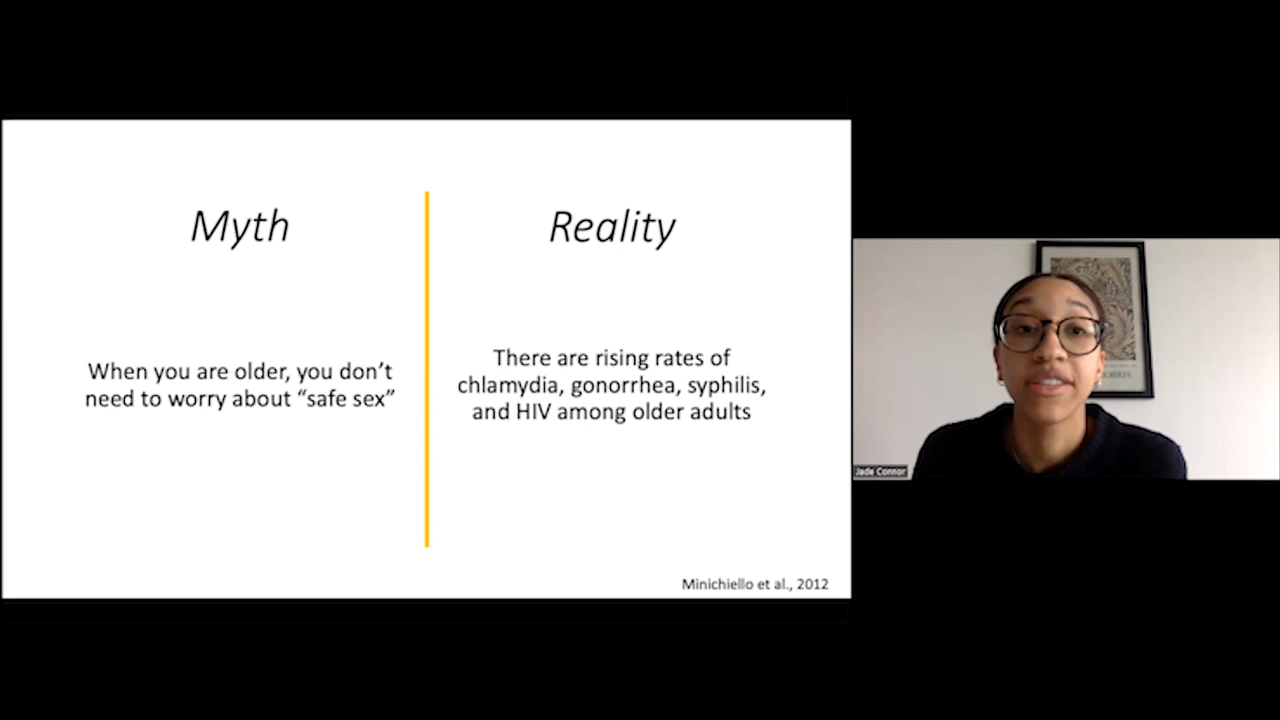 Myth
Reality
When you are older, you don’t
need to worry about “safe sex”
There are rising rates of
chlamydia, gonorrhea, syphilis,
and HIV among older adults
Minichiello et al., 2012
Jade Connor